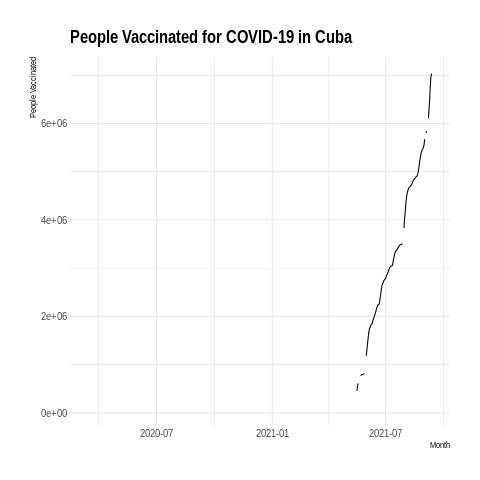 People Vaccinated for COVID-19 in Cuba
People Vaccinated
6e+06
4e+06
2e+06
0e+00
2020-07 2021-01 2021-07
Month